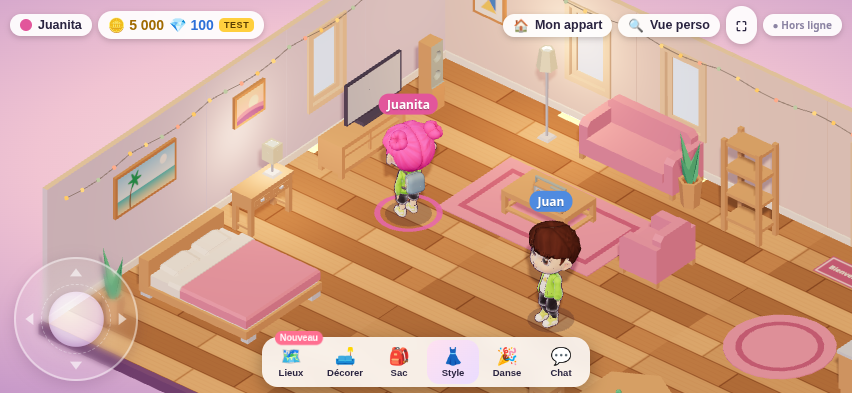 Juanita
5 000
100
TEST
Mon appart
Vue perso
● Hors ligne
Juanita
Juan
Nouveau
Lieux
Décorer
Sac
Style
Danse
Chat